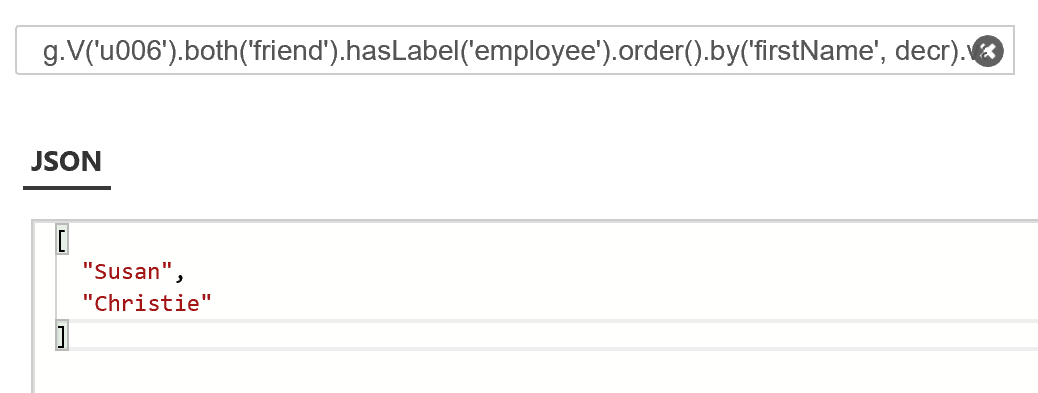 g.V('u006').both('friend').hasLabel('employee').order().by('firstName', decr).
JSON
[
"Susan",
"Christie"
]